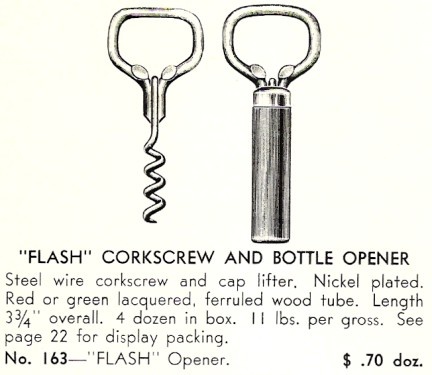 "FLASH" CORKSCREW AND BOTTLE OPENER
Steel wire corkscrew and cap lifter. Nickel plated.
Red or green lacquered, ferruled wood tube. Length
3¾" overall. 4 dozen in box. 11 lbs. per gross. See
page 22 for display packing.
No. 163—"FLASH" Opener. $ .70 doz.